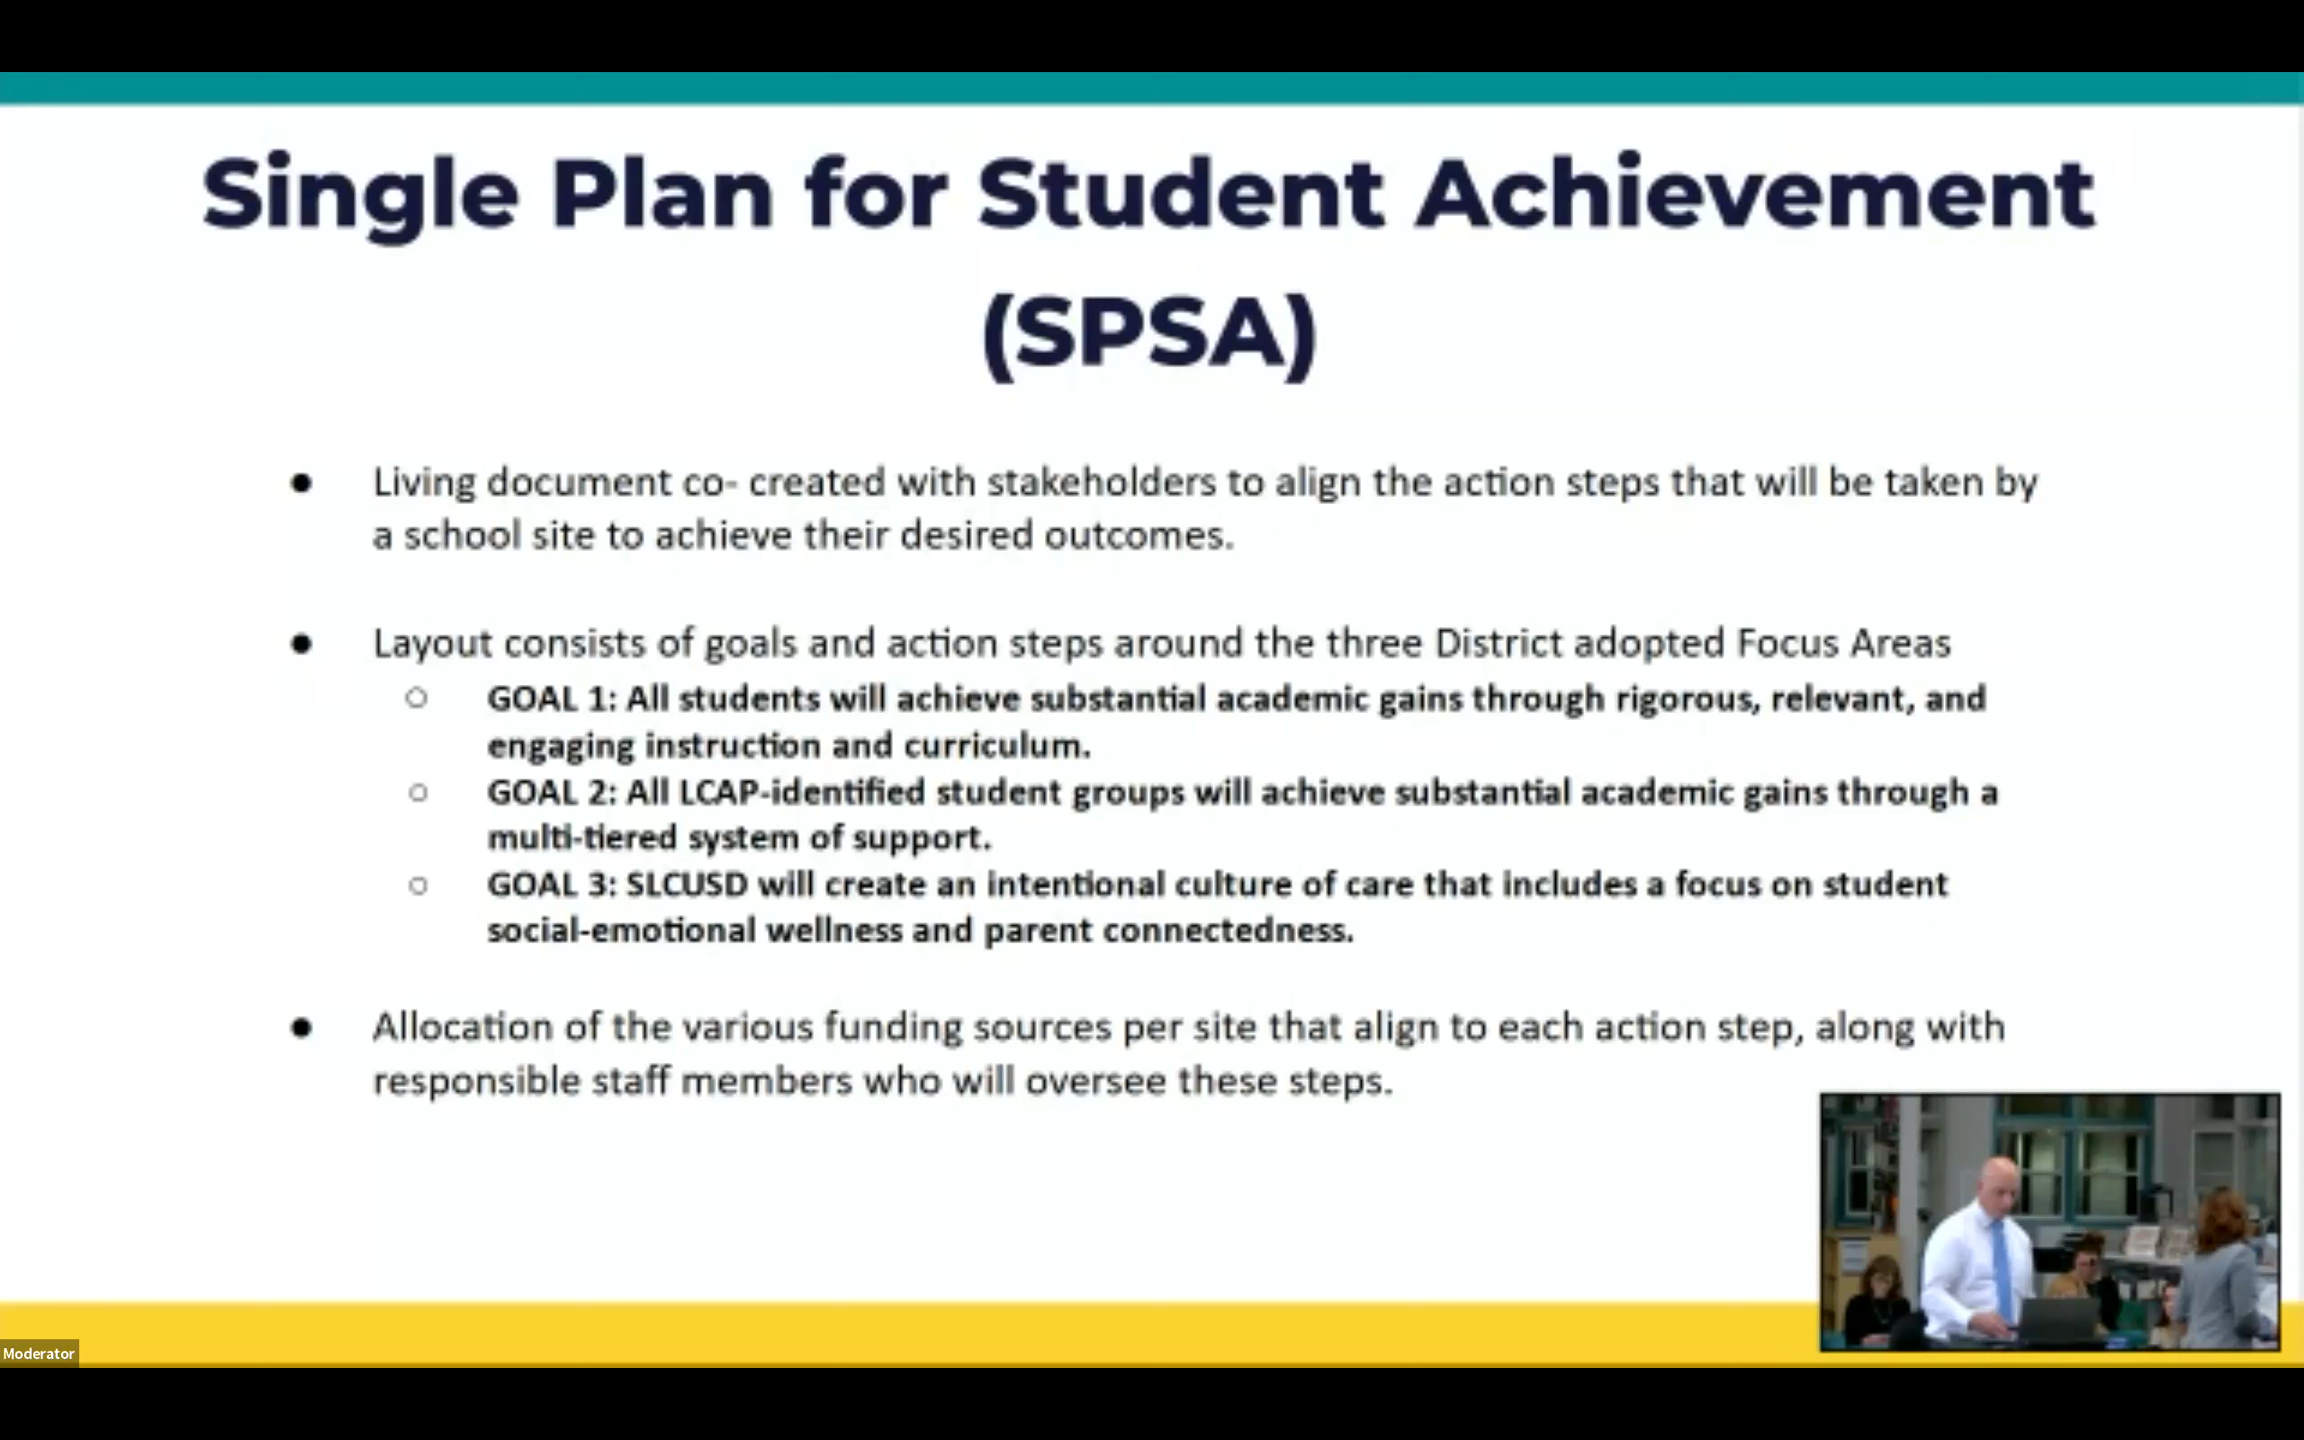 Single Plan for Student Achievement
(SPSA)
● Living document co- created with stakeholders to align the action steps that will be taken by
a school site to achieve their desired outcomes.
● Layout consists of goals and action steps around the three District adopted Focus Areas
○ GOAL 1: All students will achieve substantial academic gains through rigorous, relevant, and
engaging instruction and curriculum.
○ GOAL 2: All LCAP-identified student groups will achieve substantial academic gains through a
multi-tiered system of support.
○ GOAL 3: SLCUSD will create an intentional culture of care that includes a focus on student
social-emotional wellness and parent connectedness.
● Allocation of the various funding sources per site that align to each action step, along with
responsible staff members who will oversee these steps.
Moderator